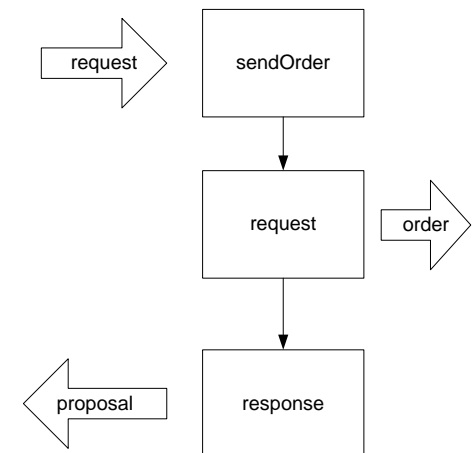 request
sendOrder
request
order
proposal
response